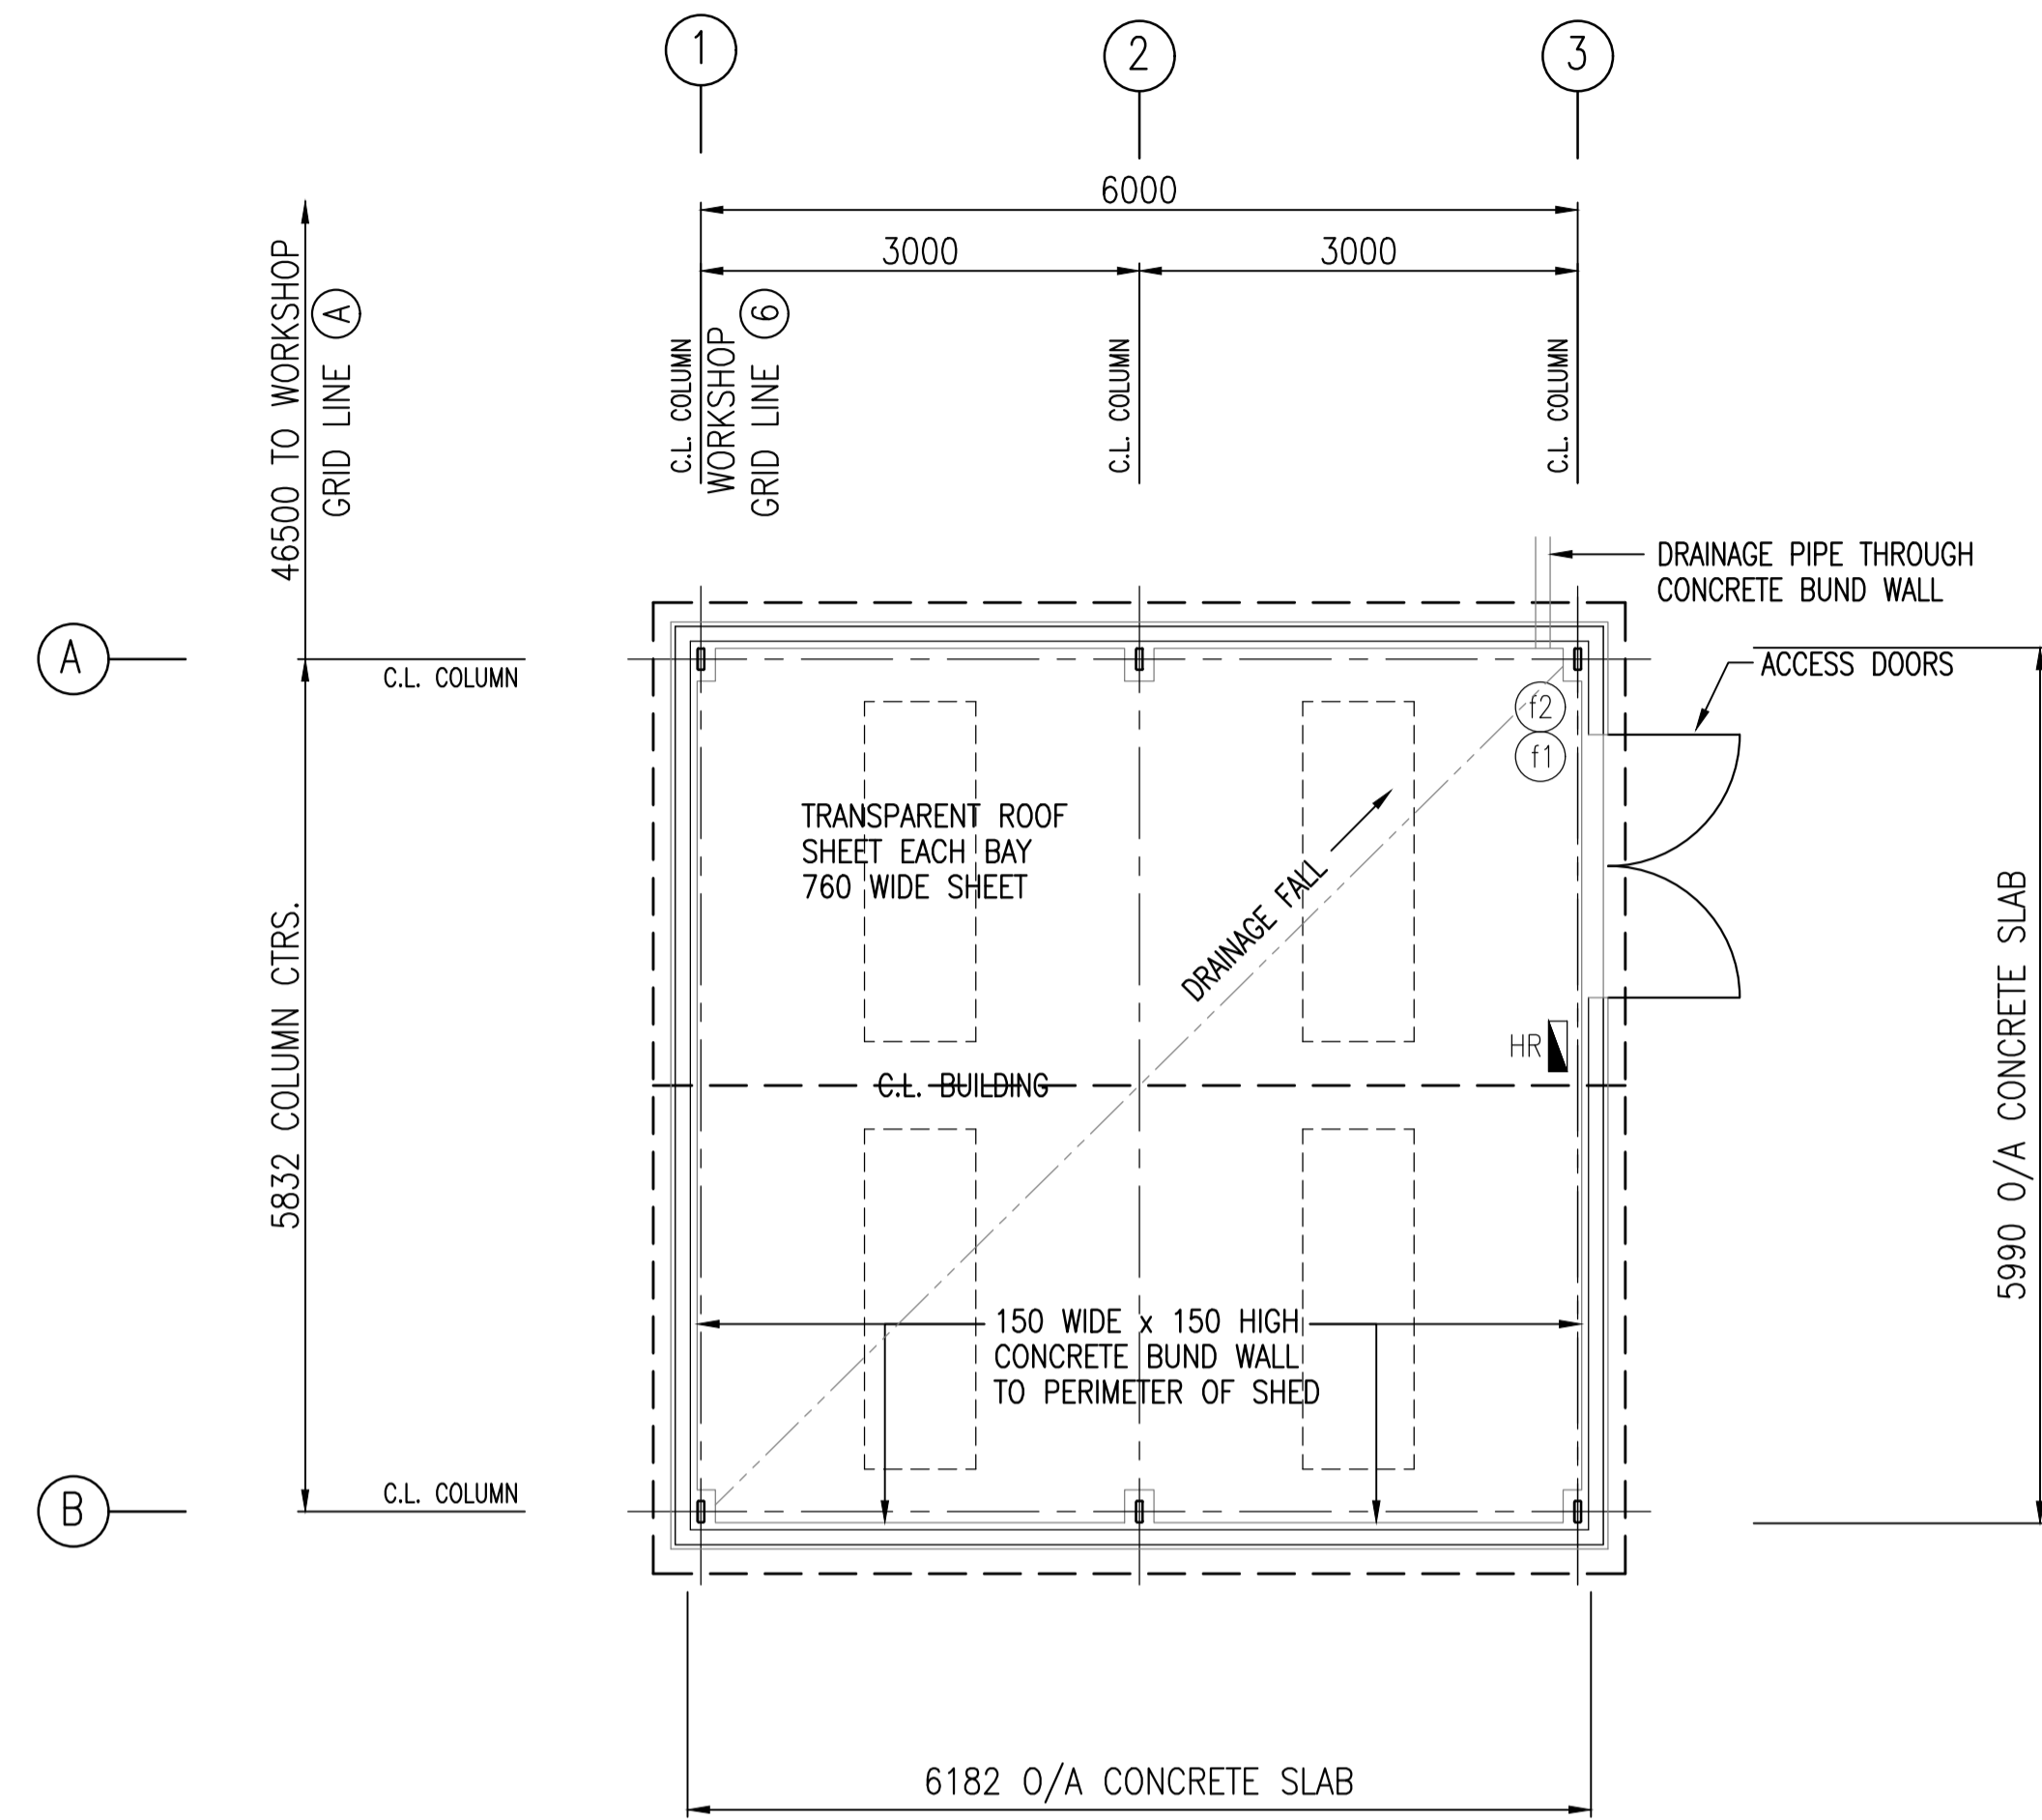 1
2
3
6000
3000
3000
46500 TO WORKSHOP
GRID LINE A
C.L. COLUMN
WORKSHOP
GRID LINE 6
C.L. COLUMN
C.L. COLUMN
DRAINAGE PIPE THROUGH
CONCRETE BUND WALL
A
C.L. COLUMN
ACCESS DOORS
f2
f1
TRANSPARENT ROOF
SHEET EACH BAY
760 WIDE SHEET
DRAINAGE FALL
5832 COLUMN CTRS.
5990 O/A CONCRETE SLAB
HR
C.L. BUILDING
150 WIDE x 150 HIGH
CONCRETE BUND WALL
TO PERIMETER OF SHED
B
C.L. COLUMN
6182 O/A CONCRETE SLAB